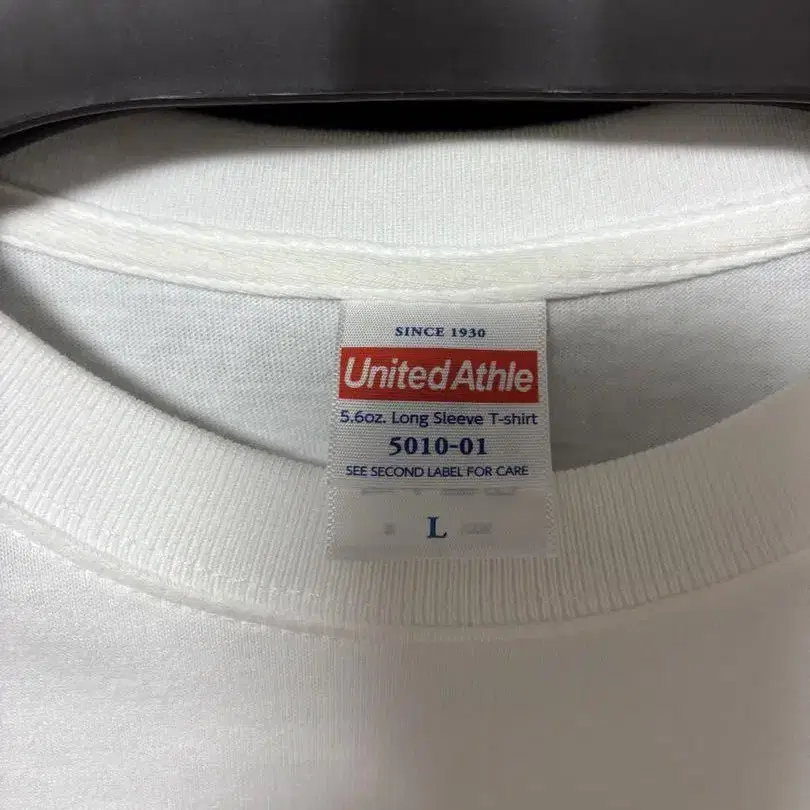 SINCE 1930
United Athle
5.6oz. Long Sleeve T-shirt
5010-01
SEE SECOND LABEL FOR CARE
L